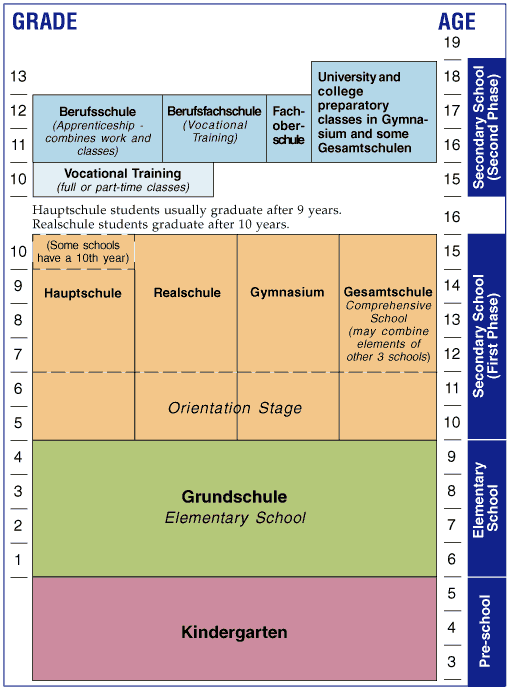 GRADE
AGE
19
13
18
University and
college
preparatory
classes in Gymna-
sium and some
Gesamtschulen
12
Berufsschule
(Apprenticeship -
combines work and
classes)
Berufsfachschule
(Vocational
Training)
Fach-
ober-
schule
17
11
16
Secondary School
(Second Phase)
10
Vocational Training
(full or part-time classes)
15
Hauptschule students usually graduate after 9 years.
Realschule students graduate after 10 years.
16
10
(Some schools
have a 10th year)
15
9
Hauptschule
Realschule
Gymnasium
Gesamtschule
Comprehensive
School
(may combine
elements of
other 3 schools)
14
8
13
7
12
Secondary School
(First Phase)
6
11
Orientation Stage
5
10
4
9
Grundschule
Elementary School
3
8
2
7
1
6
Elementary
School
Kindergarten
5
4
3
Pre-school